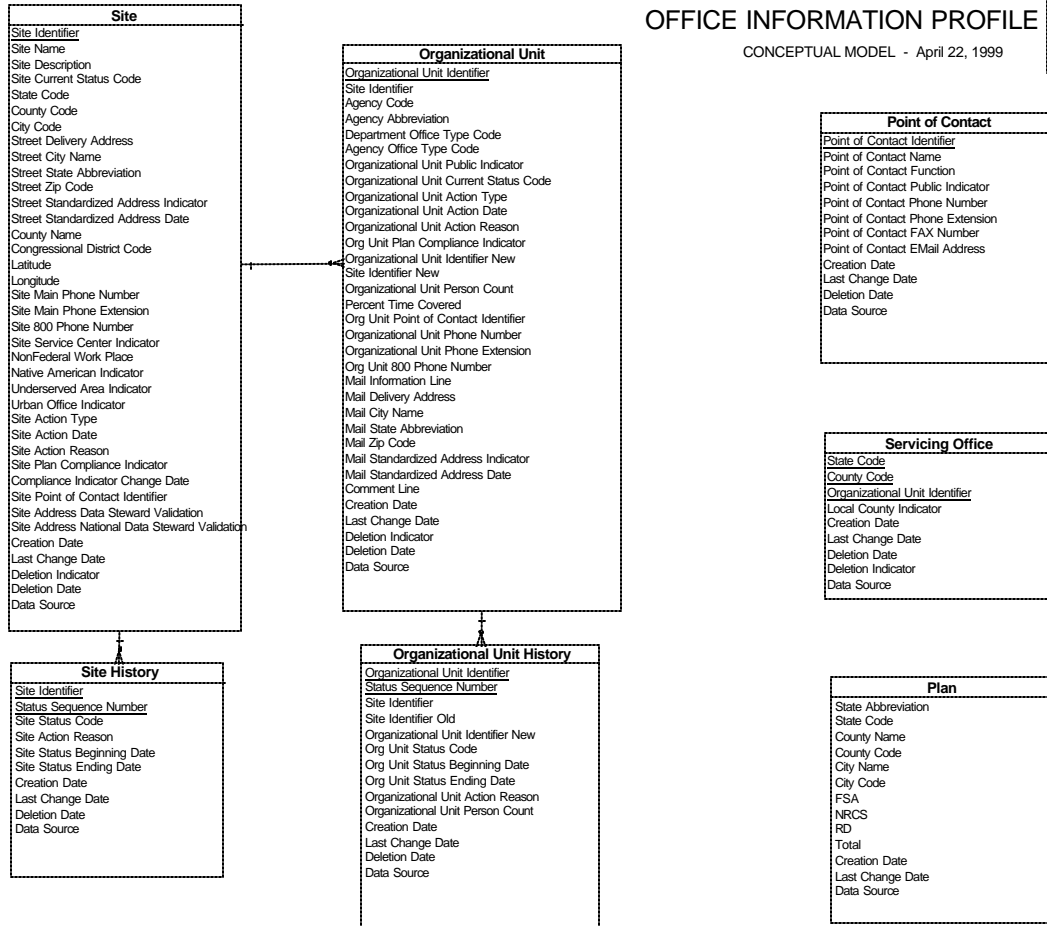 OFFICE INFORMATION PROFILE
CONCEPTUAL MODEL - April 22, 1999
Site
Site Identifier
Site Name
Site Description
Site Current Status Code
State Code
County Code
City Code
Street Delivery Address
Street City Name
Street State Abbreviation
Street Zip Code
Street Standardized Address Indicator
Street Standardized Address Date
County Name
Congressional District Code
Latitude
Longitude
Site Main Phone Number
Site Main Phone Extension
Site 800 Phone Number
Site Service Center Indicator
NonFederal Work Place
Native American Indicator
Underserved Area Indicator
Urban Office Indicator
Site Action Type
Site Action Date
Site Action Reason
Site Plan Compliance Indicator
Compliance Indicator Change Date
Site Point of Contact Identifier
Site Address Data Steward Validation
Site Address National Data Steward Validation
Creation Date
Last Change Date
Deletion Indicator
Deletion Date
Data Source
Site History
Site Identifier
Status Sequence Number
Site Status Code
Site Action Reason
Site Status Beginning Date
Site Status Ending Date
Creation Date
Last Change Date
Deletion Date
Data Source
Organizational Unit
Organizational Unit Identifier
Site Identifier
Agency Code
Agency Abbreviation
Department Office Type Code
Agency Office Type Code
Organizational Unit Public Indicator
Organizational Unit Current Status Code
Organizational Unit Action Type
Organizational Unit Action Date
Organizational Unit Action Reason
Org Unit Plan Compliance Indicator
Organizational Unit Identifier New
Site Identifier New
Organizational Unit Person Count
Percent Time Covered
Org Unit Point of Contact Identifier
Organizational Unit Phone Number
Organizational Unit Phone Extension
Org Unit 800 Phone Number
Mail Information Line
Mail Delivery Address
Mail City Name
Mail State Abbreviation
Mail Zip Code
Mail Standardized Address Indicator
Mail Standardized Address Date
Comment Line
Creation Date
Last Change Date
Deletion Indicator
Deletion Date
Data Source
Organizational Unit History
Organizational Unit Identifier
Status Sequence Number
Site Identifier
Site Identifier Old
Organizational Unit Identifier New
Org Unit Status Code
Org Unit Status Beginning Date
Org Unit Status Ending Date
Organizational Unit Action Reason
Organizational Unit Person Count
Creation Date
Last Change Date
Deletion Date
Data Source
Point of Contact
Point of Contact Identifier
Point of Contact Name
Point of Contact Function
Point of Contact Public Indicator
Point of Contact Phone Number
Point of Contact Phone Extension
Point of Contact FAX Number
Point of Contact EMail Address
Creation Date
Last Change Date
Deletion Date
Data Source
Servicing Office
State Code
County Code
Organizational Unit Identifier
Local County Indicator
Creation Date
Last Change Date
Deletion Date
Deletion Indicator
Data Source
Plan
State Abbreviation
State Code
County Name
County Code
City Name
City Code
FSA
NRCS
RD
Total
Creation Date
Last Change Date
Data Source